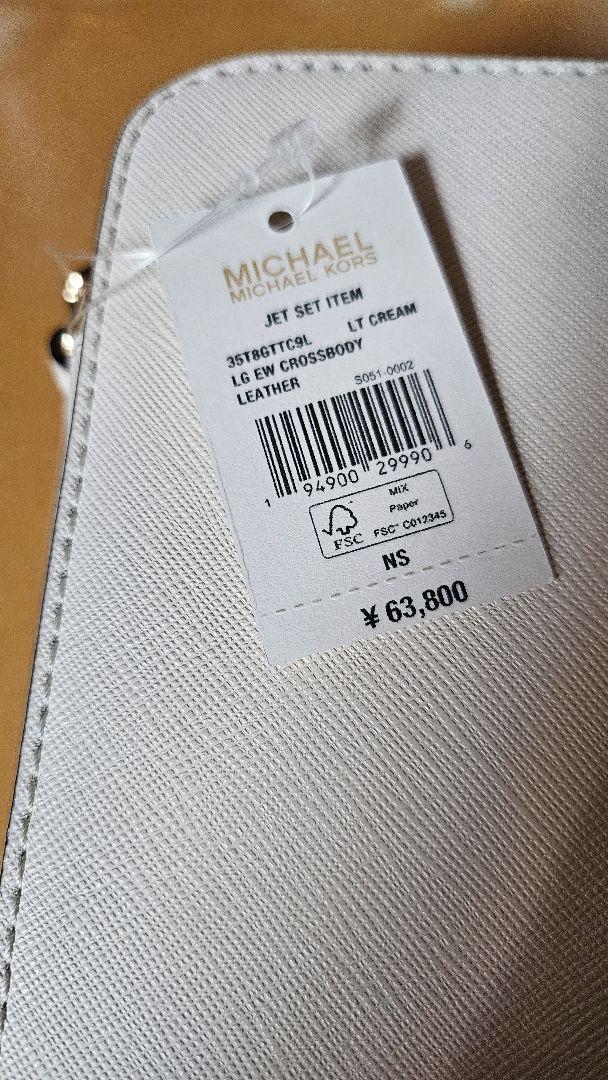 MICHAEL
MICHAEL KORS
JET SET ITEM
35T8GTTC9L LT CREAM
LG EW CROSSBODY
LEATHER S051-0002
1 94900 29990 6
MIX
Paper
FSC FSC® C012345
NS
¥ 63,800